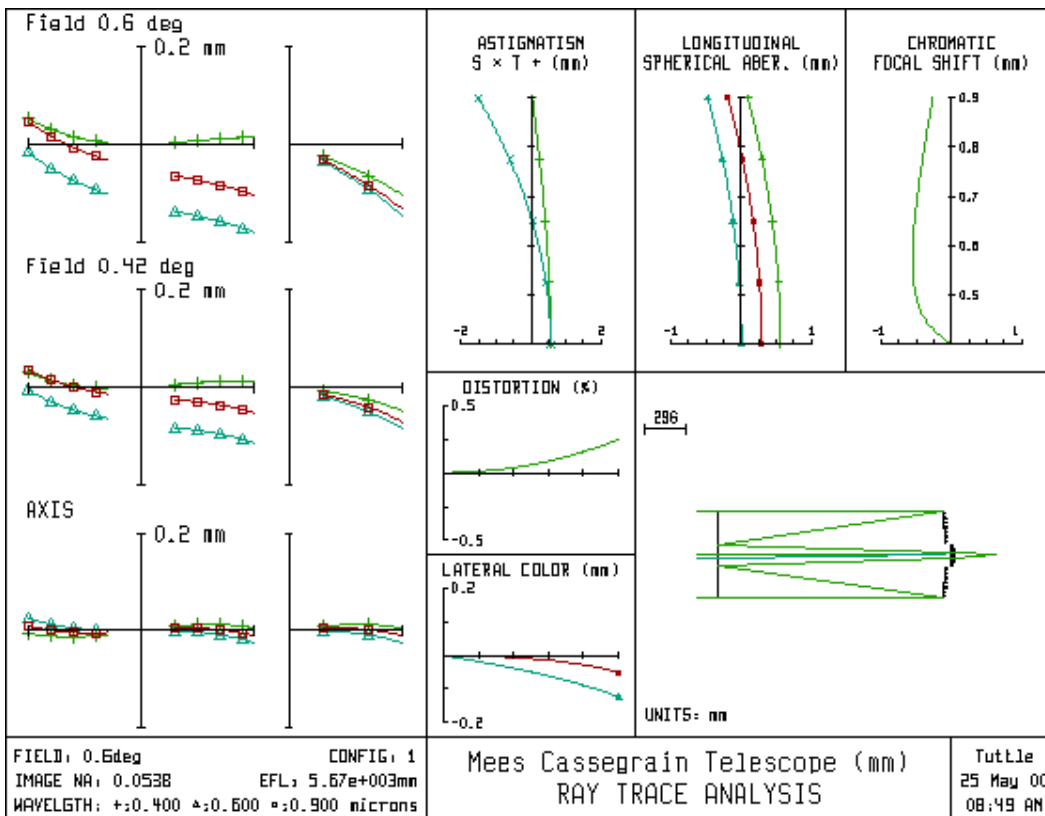 Field 0.6 deg
0.2 mm
Field 0.42 deg
0.2 mm
AXIS
0.2 mm
ASTIGMATISM
S × T + (mm)
-2 2
LONGITUDINAL
SPHERICAL ABER. (mm)
-1 1
CHROMATIC
FOCAL SHIFT (mm)
0.9
0.8
0.7
0.6
0.5
-1 1
DISTORTION (%)
0.5
-0.5
LATERAL COLOR (mm)
0.2
-0.2
296
UNITS: mm
FIELD: 0.6deg CONFIG: 1
IMAGE NA: 0.0538 EFL: 5.67e+003mm
WAVELGTH: +:0.400 ▵:0.600 ▫:0.900 microns
Mees Cassegrain Telescope (mm)
RAY TRACE ANALYSIS
Tuttle
25 May 00
08:49 AM